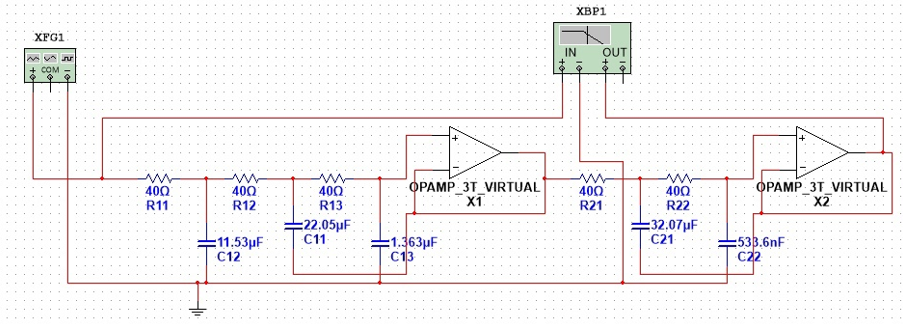 XBP1
XFG1
IN OUT
+ - + -
+ COM -
+
-
+
-
40Ω
R11
40Ω
R12
40Ω
R13
OPAMP_3T_VIRTUAL
X1
40Ω
R21
40Ω
R22
OPAMP_3T_VIRTUAL
X2
22.05µF
C11
11.53µF
C12
1.363µF
C13
32.07µF
C21
533.6nF
C22